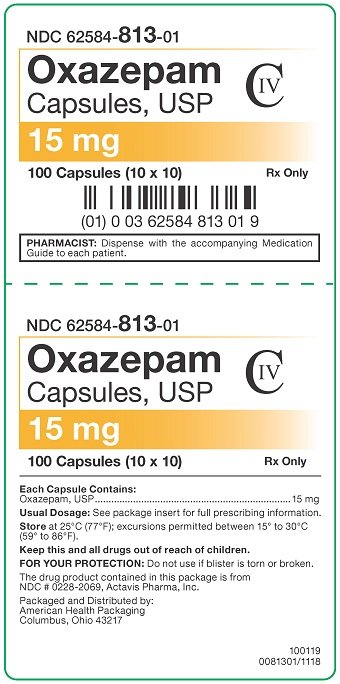 NDC 62584-813-01
Oxazepam
Capsules, USP
CIV
15 mg
100 Capsules (10 x 10) Rx Only
(01) 0 03 62584 813 01 9
PHARMACIST: Dispense with the accompanying Medication
Guide to each patient.
NDC 62584-813-01
Oxazepam
Capsules, USP
CIV
15 mg
100 Capsules (10 x 10) Rx Only
Each Capsule Contains:
Oxazepam, USP......................................................................15 mg
Usual Dosage: See package insert for full prescribing information.
Store at 25°C (77°F); excursions permitted between 15° to 30°C
(59° to 86°F).
Keep this and all drugs out of reach of children.
FOR YOUR PROTECTION: Do not use if blister is torn or broken.
The drug product contained in this package is from
NDC # 0228-2069, Actavis Pharma, Inc.
Packaged and Distributed by:
American Health Packaging
Columbus, Ohio 43217
100119
0081301/1118